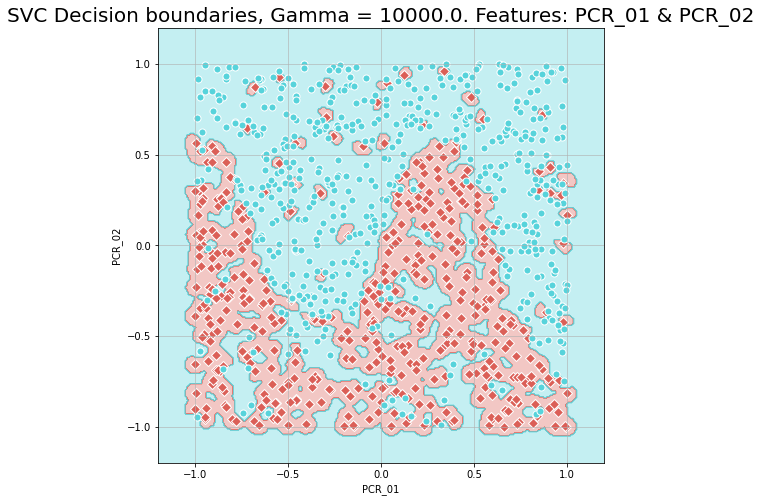 SVC Decision boundaries, Gamma = 10000.0. Features: PCR_01 & PCR_02
1.0
0.5
0.0
−0.5
−1.0
PCR_02
−1.0 −0.5 0.0 0.5 1.0
PCR_01